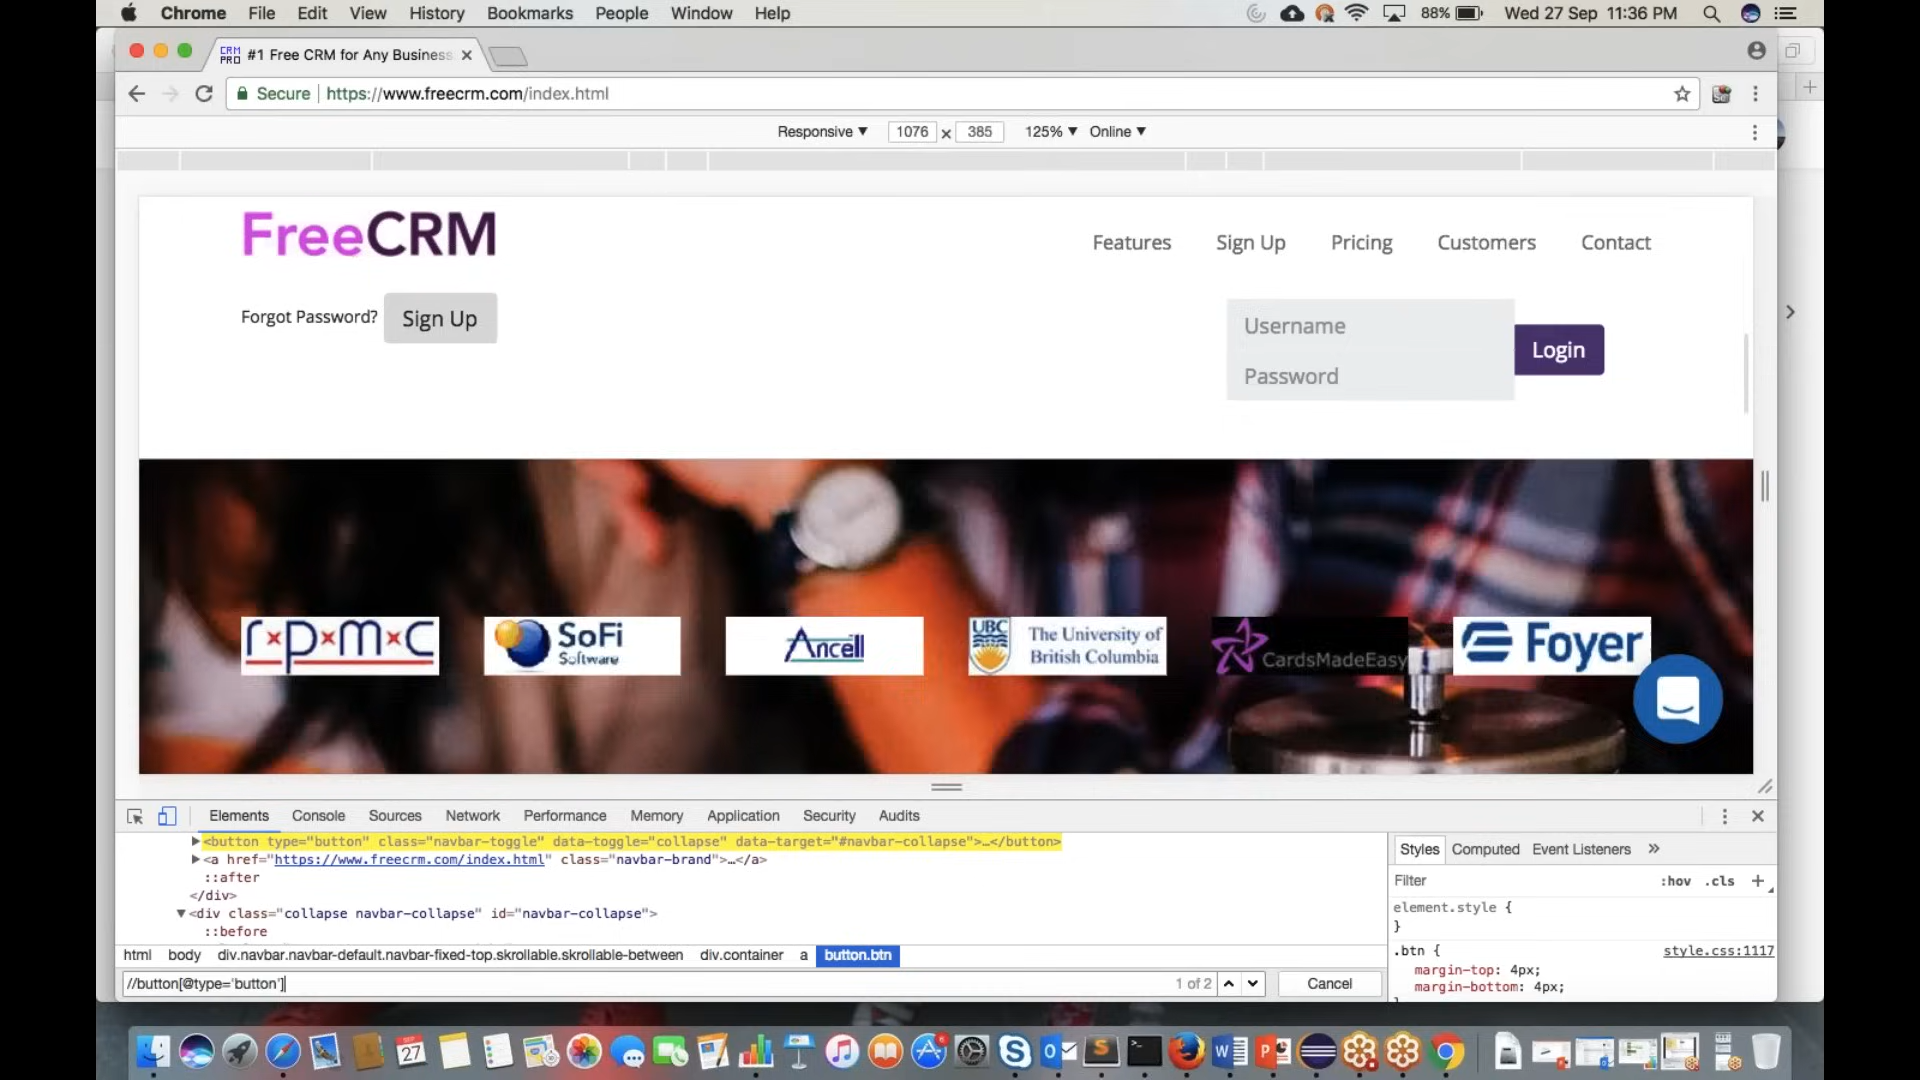 Chrome File Edit View History Bookmarks People Window Help 88% Wed 27 Sep 11:36 PM
CRM PRO #1 Free CRM for Any Business
Secure https://www.freecrm.com/index.html
Responsive ▼ 1076 × 385 125% ▼ Online ▼
FreeCRM
Features Sign Up Pricing Customers Contact
Forgot Password? Sign Up
Username
Password
Login
r×p×m×c
SoFi
Software
Ancell
UBC
The University of
British Columbia
CardsMadeEasy
Foyer
Elements Console Sources Network Performance Memory Application Security Audits
<button type="button" class="navbar-toggle" data-toggle="collapse" data-target="#navbar-collapse">…</button>
<a href="https://www.freecrm.com/index.html" class="navbar-brand">…</a>
::after
</div>
<div class="collapse navbar-collapse" id="navbar-collapse">
::before
html body div.navbar.navbar-default.navbar-fixed-top.skrollable.skrollable-between div.container a button.btn
//button[@type='button'] 1 of 2 Cancel
Styles Computed Event Listeners »
Filter :hov .cls +
element.style {
}
.btn { style.css:1117
margin-top: 4px;
margin-bottom: 4px;
SEP
27